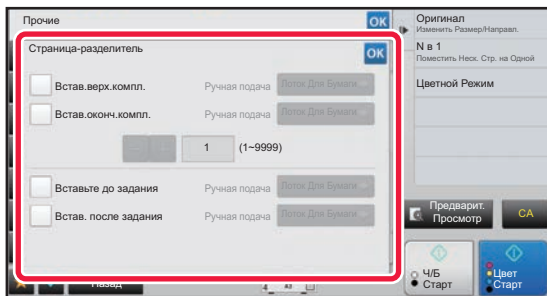 Прочие
OK
Страница-разделитель
OK
Встав.верх.компл.
Ручная подача
Лоток Для Бумаги
Встав.оконч.компл.
Ручная подача
Лоток Для Бумаги
1
(1~9999)
Вставьте до задания
Ручная подача
Лоток Для Бумаги
Встав. после задания
Ручная подача
Лоток Для Бумаги
Назад
A3
Оригинал
Изменить Размер/Направл.
N в 1
Поместить Неск. Стр. на Одной
Цветной Режим
Предварит.
Просмотр
CA
Ч/Б
Старт
Цвет
Старт